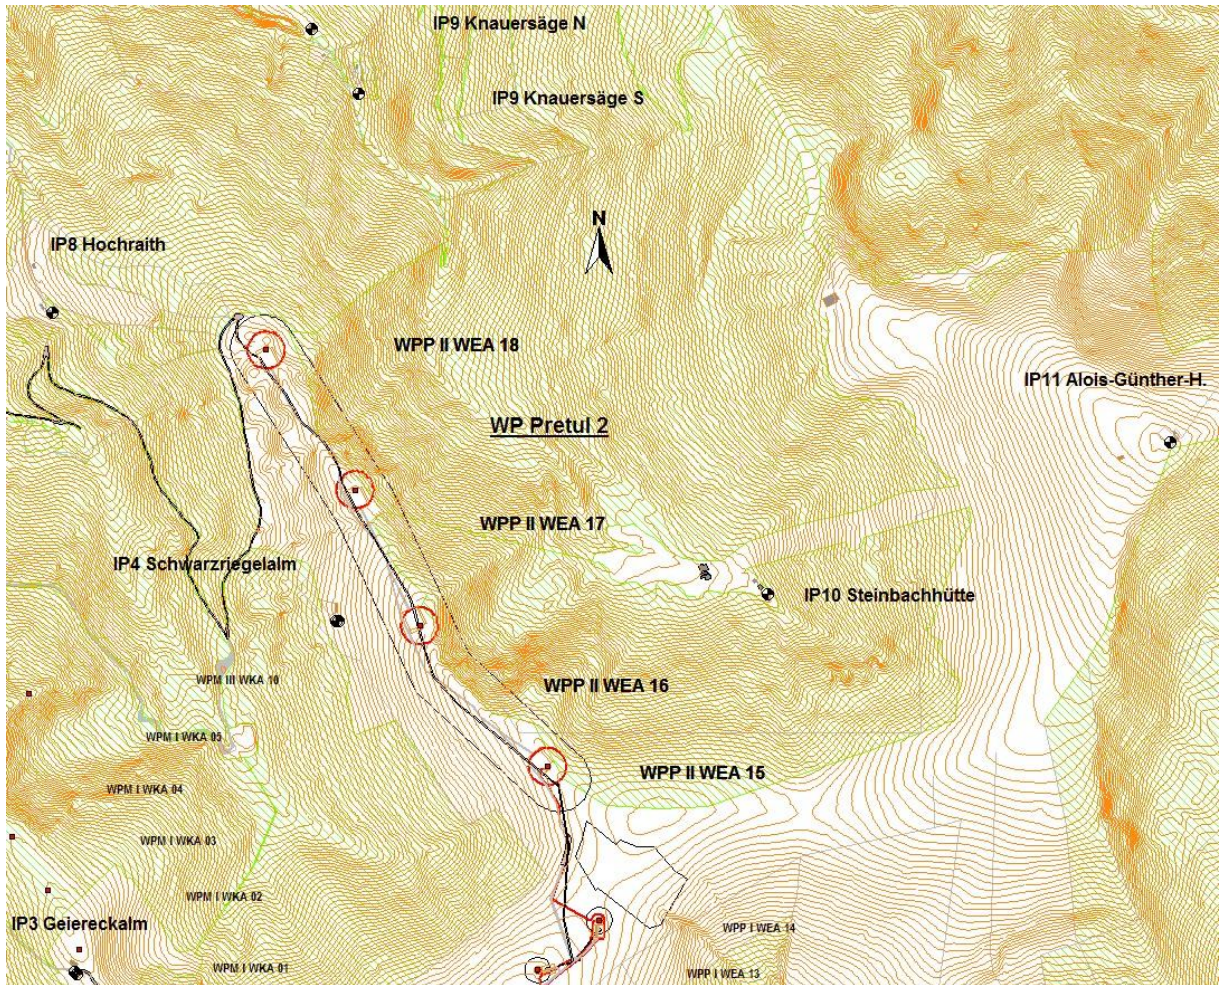 IP9 Knauersäge N
IP9 Knauersäge S
N
IP8 Hochraith
WPP II WEA 18
IP11 Alois-Günther-H.
WP Pretul 2
WPP II WEA 17
IP4 Schwarzriegelalm
IP10 Steinbachhütte
WPM III WKA 10
WPP II WEA 16
WPM I WKA 05
WPP II WEA 15
WPM I WKA 04
WPM I WKA 03
WPM I WKA 02
IP3 Geiereckalm
WPP I WEA 14
WPM I WKA 01
WPP I WEA 13